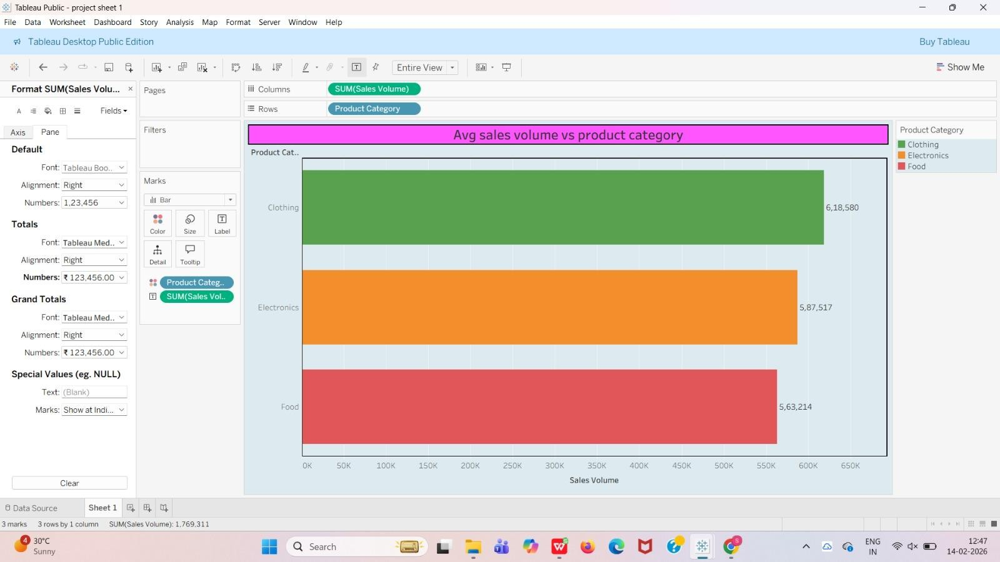 Tableau Public - project sheet 1
File Data Worksheet Dashboard Story Analysis Map Format Server Window Help
Tableau Desktop Public Edition
Buy Tableau
Entire View
Show Me
Format SUM(Sales Volu...
Fields
Axis Pane
Default
Font: Tableau Boo..
Alignment: Right
Numbers: 1,23,456
Totals
Font: Tableau Med..
Alignment: Right
Numbers: ₹ 123,456.00
Grand Totals
Font: Tableau Med..
Alignment: Right
Numbers: ₹ 123,456.00
Special Values (eg. NULL)
Text: (Blank)
Marks: Show at Indi...
Clear
Pages
Filters
Marks
Bar
Color Size Label
Detail Tooltip
Product Categ..
SUM(Sales Vol..
Columns SUM(Sales Volume)
Rows Product Category
Avg sales volume vs product category
Product Cat..
Clothing 6,18,580
Electronics 5,87,517
Food 5,63,214
0K 50K 100K 150K 200K 250K 300K 350K 400K 450K 500K 550K 600K 650K
Sales Volume
Product Category
Clothing
Electronics
Food
Data Source Sheet 1
3 marks 3 rows by 1 column SUM(Sales Volume): 1,769,311
4
30°C
Sunny
Search
S
ENG
IN
12:47
14-02-2026